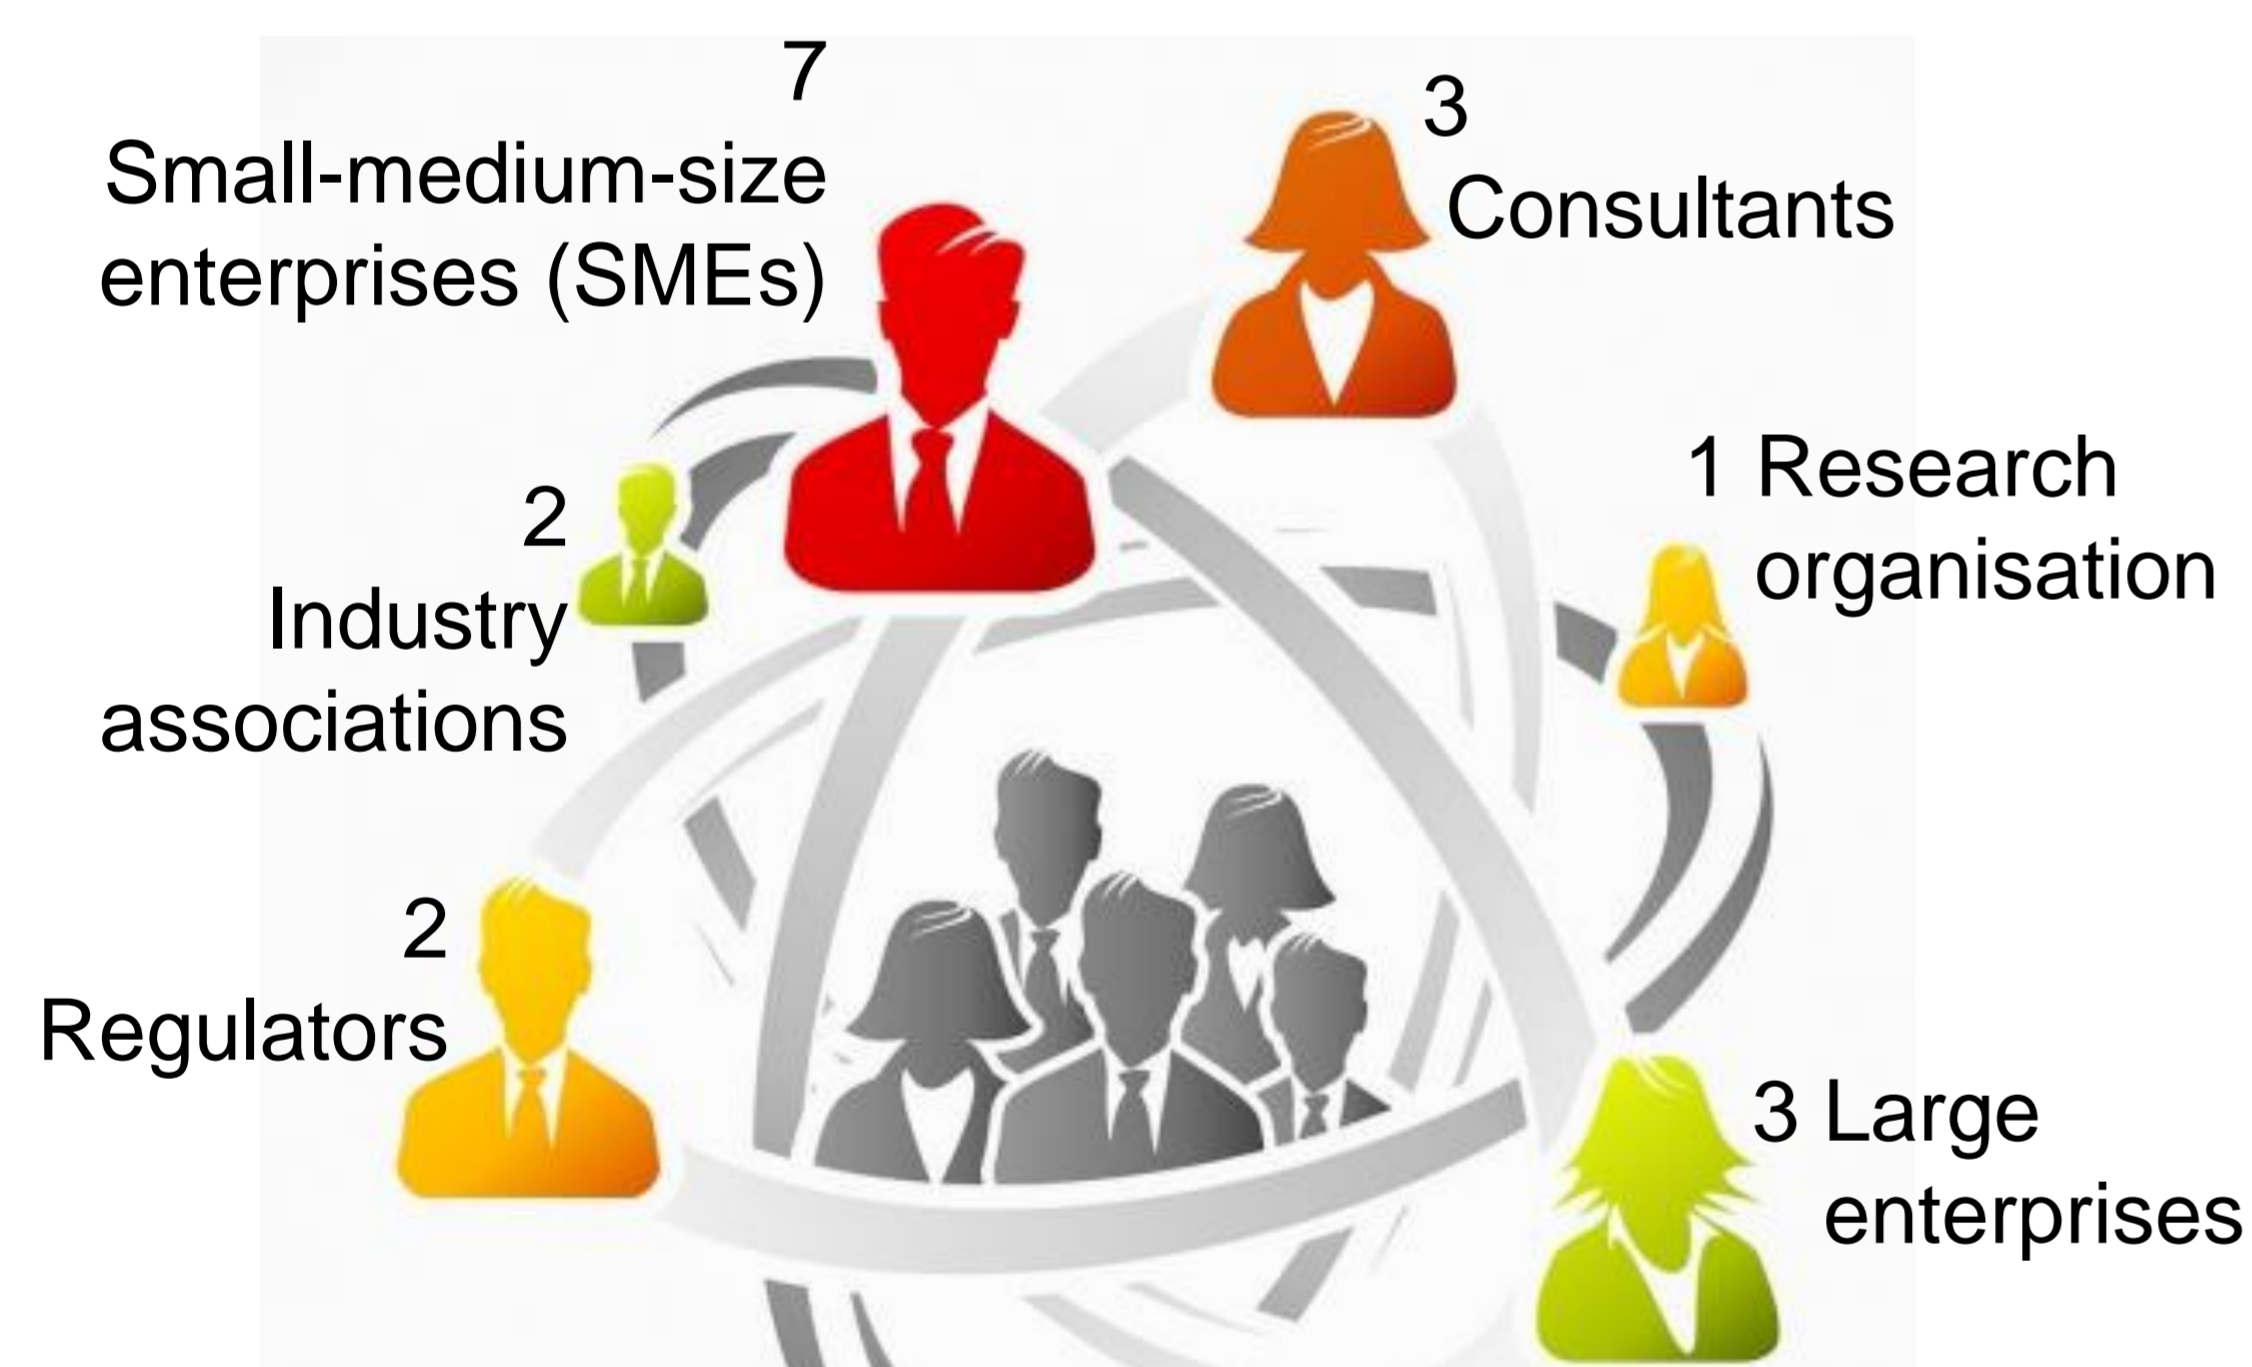 7
Small-medium-size
enterprises (SMEs)
3
Consultants
2
Industry
associations
1 Research
organisation
2
Regulators
3 Large
enterprises